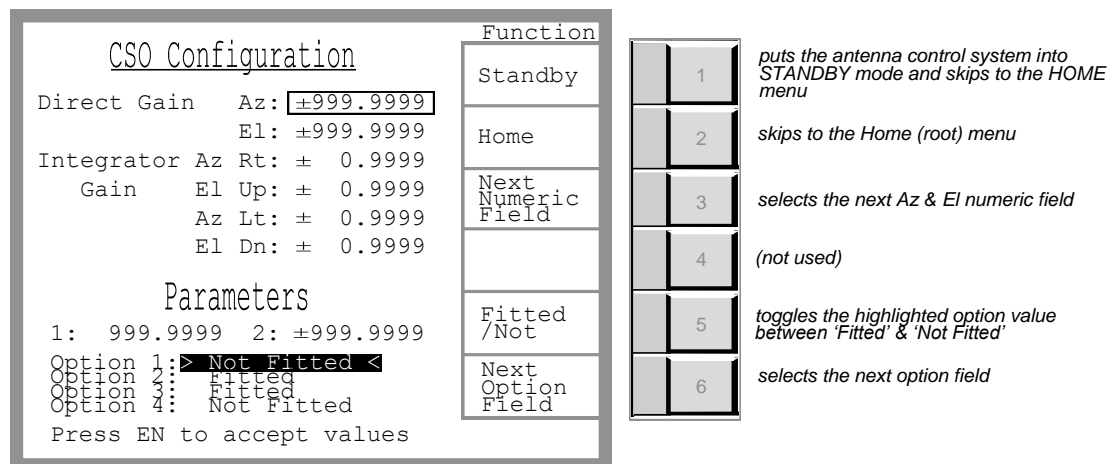 CSO Configuration
Direct Gain Az: ±999.9999
El: ±999.9999
Integrator Az Rt: ± 0.9999
Gain El Up: ± 0.9999
Az Lt: ± 0.9999
El Dn: ± 0.9999
Parameters
1: 999.9999 2: ±999.9999
Option 1:> Not Fitted <
Option 2: Fitted
Option 3: Fitted
Option 4: Not Fitted
Press EN to accept values
Function
Standby
Home
Next
Numeric
Field
Fitted
/Not
Next
Option
Field
1
puts the antenna control system into
STANDBY mode and skips to the HOME
menu
2
skips to the Home (root) menu
3
selects the next Az & El numeric field
4
(not used)
5
toggles the highlighted option value
between ‘Fitted’ & ‘Not Fitted’
6
selects the next option field